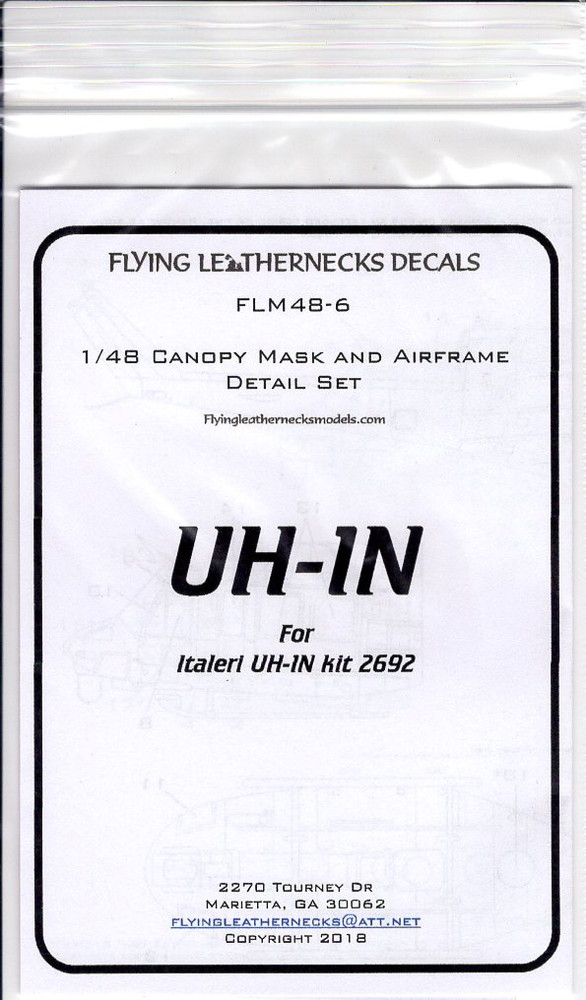 FLYING LEATHERNECKS DECALS
FLM48-6
1/48 CANOPY MASK AND AIRFRAME
DETAIL SET
Flyingleathernecksmodels.com
UH-1N
For
Italeri UH-1N kit 2692
2270 TOURNEY DR
MARIETTA, GA 30062
FLYINGLEATHERNECKS@ATT.NET
COPYRIGHT 2018